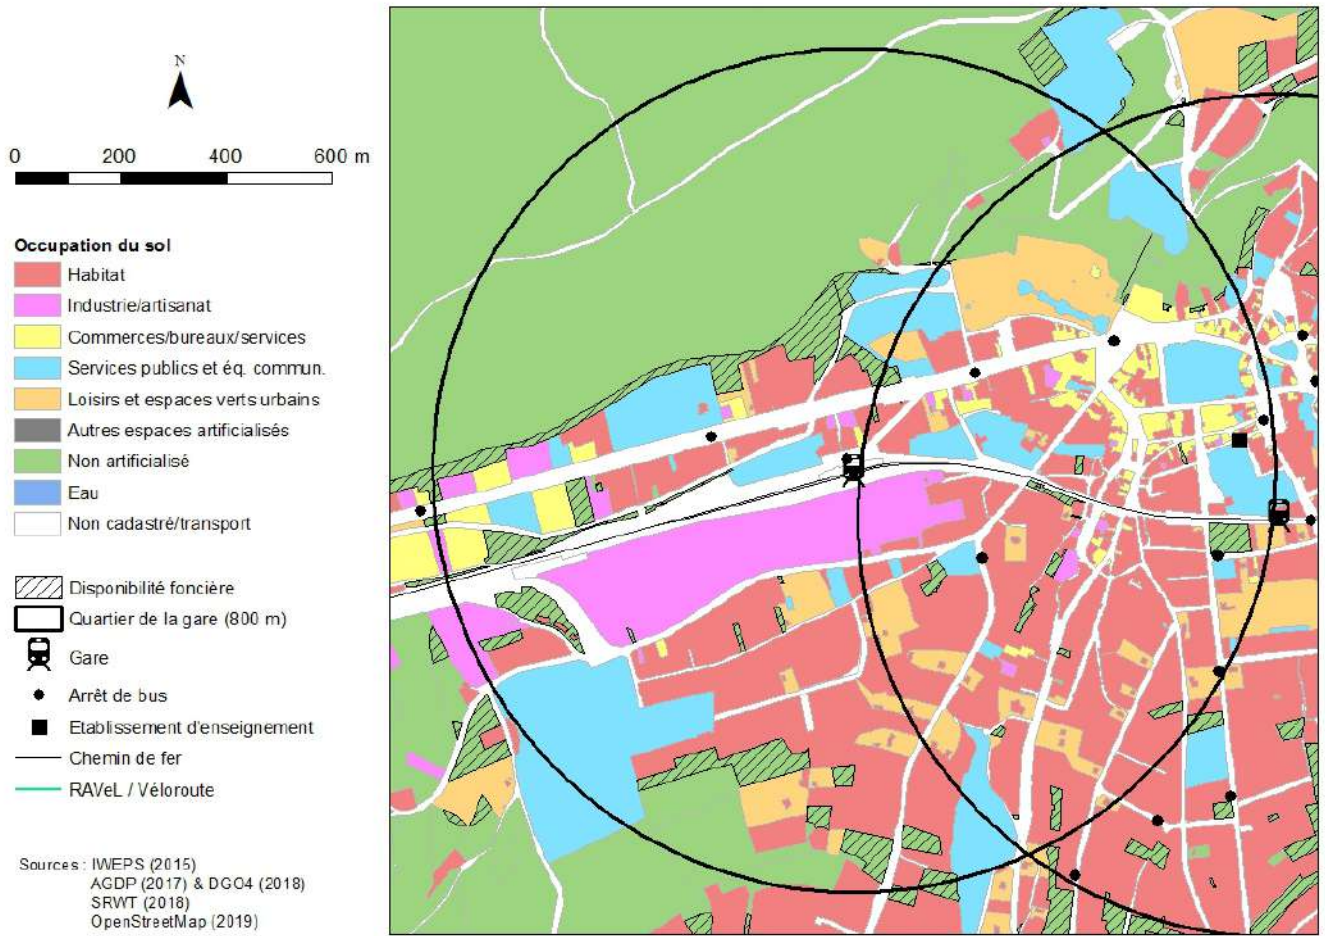 N
0 200 400 600 m
Occupation du sol
Habitat
Industrie/artisanat
Commerces/bureaux/services
Services publics et éq. commun.
Loisirs et espaces verts urbains
Autres espaces artificialisés
Non artificialisé
Eau
Non cadastré/transport
Disponibilité foncière
Quartier de la gare (800 m)
Gare
Arrêt de bus
Etablissement d'enseignement
Chemin de fer
RAVeL / Véloroute
Sources : IWEPS (2015)
AGDP (2017) & DGO4 (2018)
SRWT (2018)
OpenStreetMap (2019)